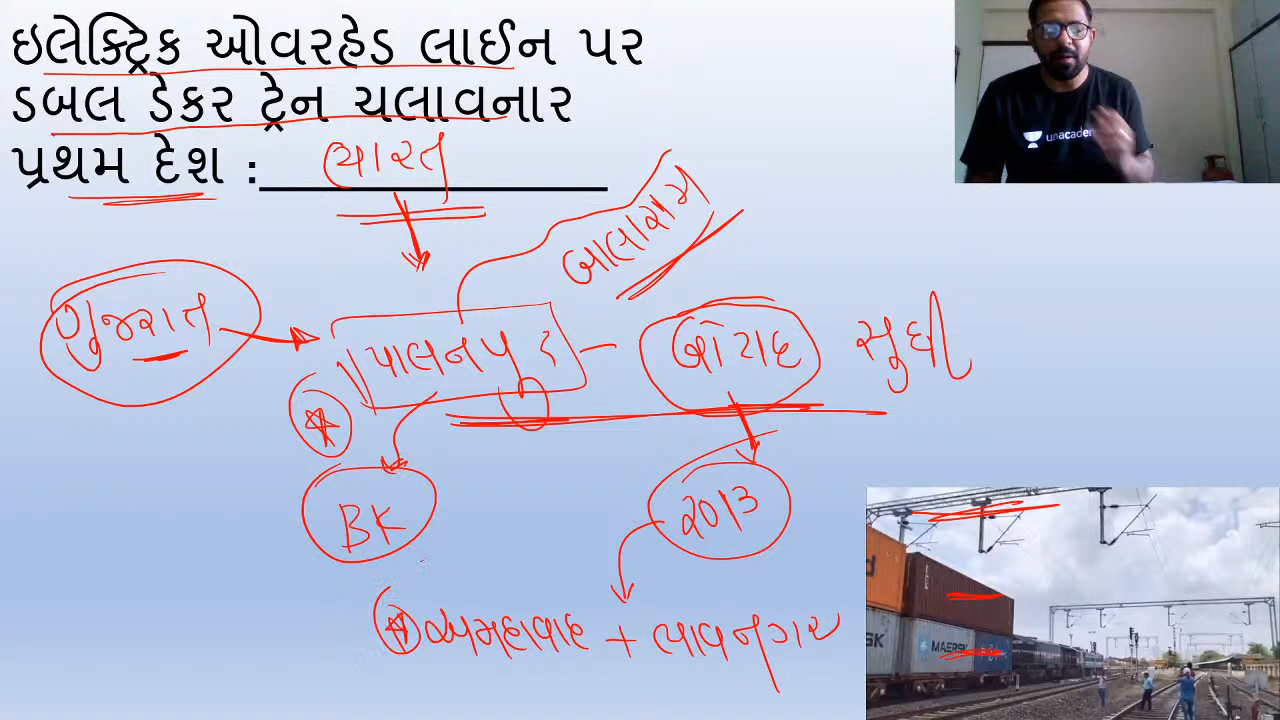 ઇલેક્ટ્રિક ઓવરહેડ લાઈન પર
ડબલ ડેકર ટ્રેન ચલાવનાર
પ્રથમ દેશ : ભારત
unacademy
બાલારામ
ગુજરાત
પાલનપુર - બોટાદ સુધી
BK
2013
અમદાવાદ + ભાવનગર
MAERSK